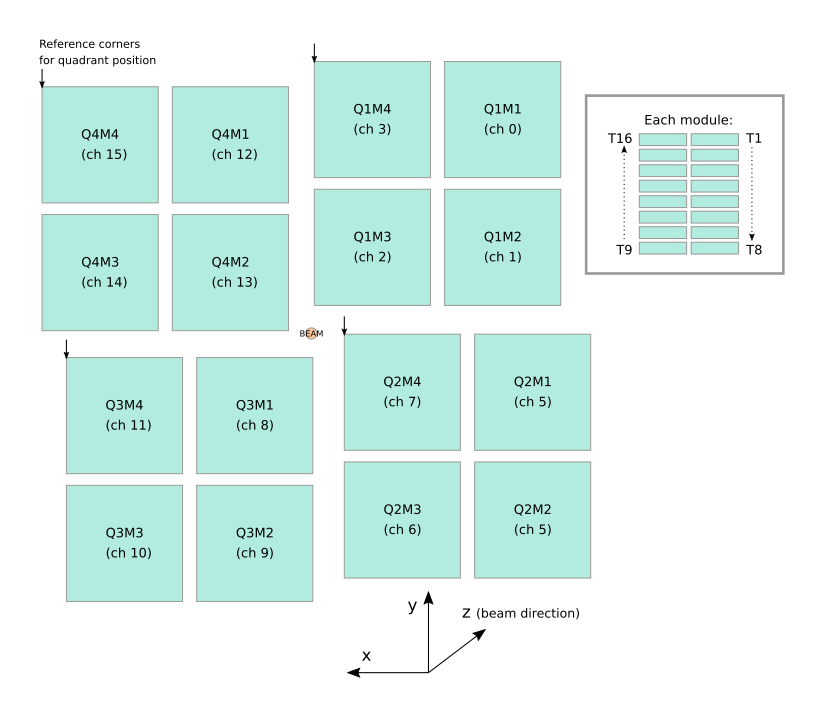 Reference corners
for quadrant position
Q4M4
(ch 15)
Q4M1
(ch 12)
Q4M3
(ch 14)
Q4M2
(ch 13)
Q1M4
(ch 3)
Q1M1
(ch 0)
Q1M3
(ch 2)
Q1M2
(ch 1)
Each module:
T16
T1
T9
T8
BEAM
Q3M4
(ch 11)
Q3M1
(ch 8)
Q3M3
(ch 10)
Q3M2
(ch 9)
Q2M4
(ch 7)
Q2M1
(ch 5)
Q2M3
(ch 6)
Q2M2
(ch 5)
y
z (beam direction)
x